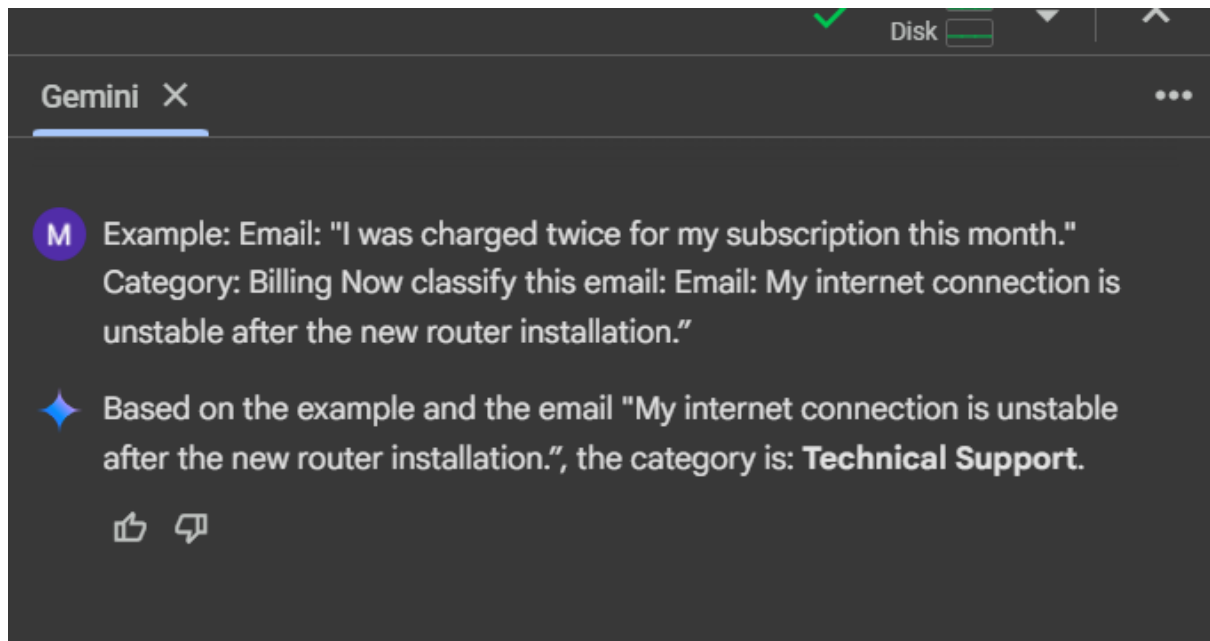 Disk
Gemini
M
Example: Email: "I was charged twice for my subscription this month."
Category: Billing Now classify this email: Email: My internet connection is
unstable after the new router installation.”
Based on the example and the email "My internet connection is unstable
after the new router installation.”, the category is: Technical Support.